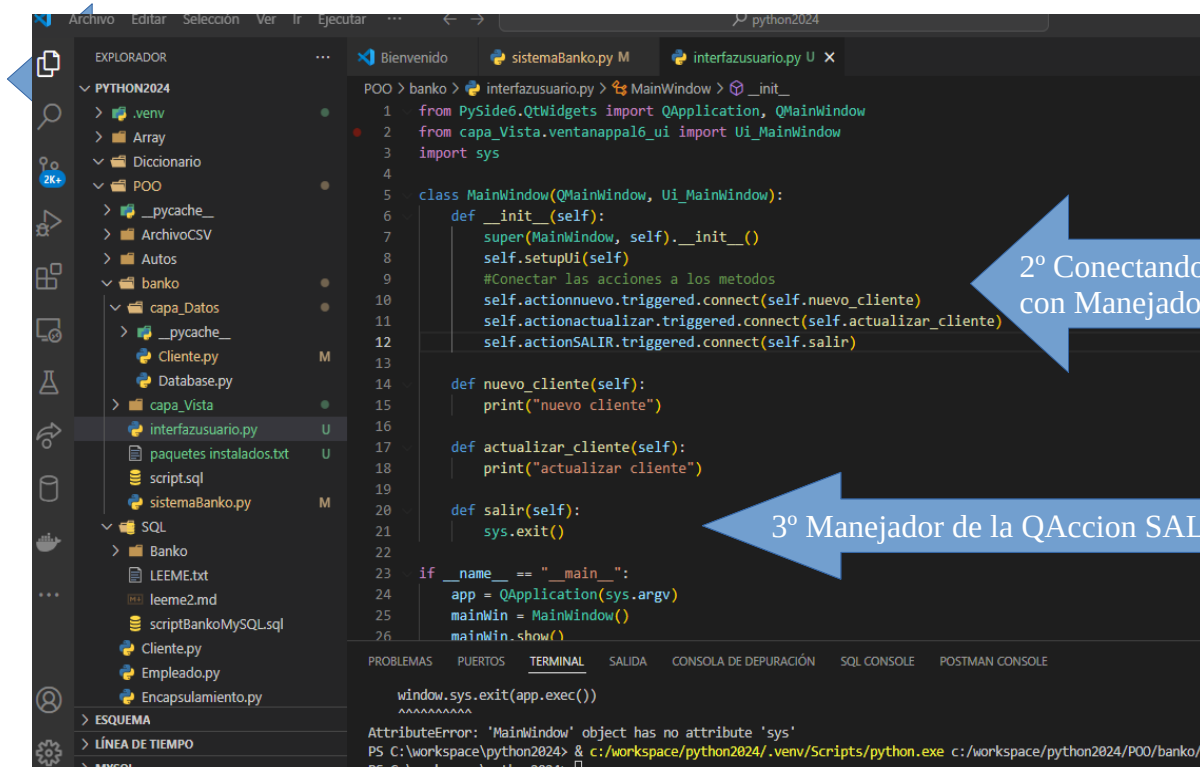 Archivo Editar Selección Ver Ir Ejecutar ··· python2024
EXPLORADOR ···
PYTHON2024
.venv
Array
Diccionario
POO
__pycache__
ArchivoCSV
Autos
banko
capa_Datos
__pycache__
Cliente.py M
Database.py
capa_Vista
interfazusuario.py U
paquetes instalados.txt U
script.sql
sistemaBanko.py M
SQL
Banko
LEEME.txt
leeme2.md
scriptBankoMySQL.sql
Cliente.py
Empleado.py
Encapsulamiento.py
ESQUEMA
LÍNEA DE TIEMPO
MYSQL
2K+
Bienvenido sistemaBanko.py M interfazusuario.py U
POO > banko > interfazusuario.py > MainWindow > __init__
1 from PySide6.QtWidgets import QApplication, QMainWindow
2 from capa_Vista.ventanappal6_ui import Ui_MainWindow
3 import sys
4
5 class MainWindow(QMainWindow, Ui_MainWindow):
6 def __init__(self):
7 super(MainWindow, self).__init__()
8 self.setupUi(self)
9 #Conectar las acciones a los metodos
10 self.actionnuevo.triggered.connect(self.nuevo_cliente)
11 self.actionactualizar.triggered.connect(self.actualizar_cliente)
12 self.actionSALIR.triggered.connect(self.salir)
13
14 def nuevo_cliente(self):
15 print("nuevo cliente")
16
17 def actualizar_cliente(self):
18 print("actualizar cliente")
19
20 def salir(self):
21 sys.exit()
22
23 if __name__ == "__main__":
24 app = QApplication(sys.argv)
25 mainWin = MainWindow()
26 mainWin.show()
2º Conectando
con Manejado
3º Manejador de la QAccion SAL
PROBLEMAS PUERTOS TERMINAL SALIDA CONSOLA DE DEPURACIÓN SQL CONSOLE POSTMAN CONSOLE
window.sys.exit(app.exec())
^^^^^^^^^^
AttributeError: 'MainWindow' object has no attribute 'sys'
PS C:\workspace\python2024> & c:/workspace/python2024/.venv/Scripts/python.exe c:/workspace/python2024/POO/banko/